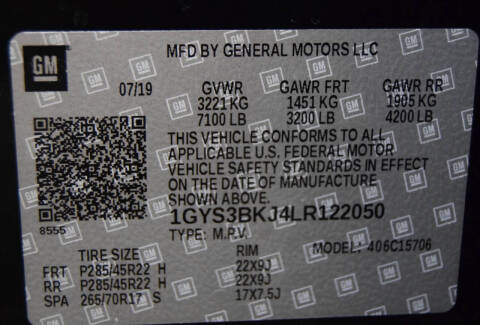 GM
MFD BY GENERAL MOTORS LLC
07/19 GVWR GAWR FRT GAWR RR
3221 KG 1451 KG 1905 KG
7100 LB 3200 LB 4200 LB
THIS VEHICLE CONFORMS TO ALL
APPLICABLE U.S. FEDERAL MOTOR
VEHICLE SAFETY STANDARDS IN EFFECT
ON THE DATE OF MANUFACTURE
SHOWN ABOVE.
8555
1GYS3BKJ4LR122050
TYPE: M.P.V. MODEL: 406C15706
TIRE SIZE RIM
FRT P285/45R22 H 22X9J
RR P285/45R22 H 22X9J
SPA 265/70R17 S 17X7.5J